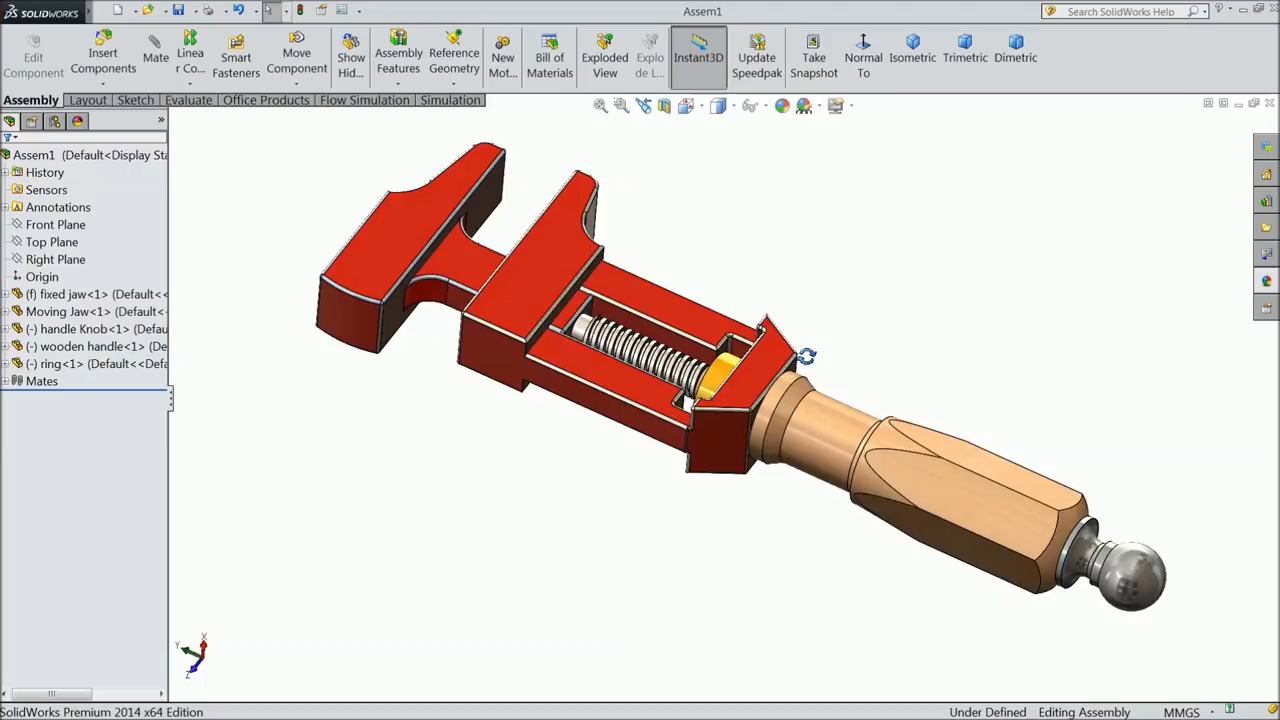 SOLIDWORKS
Assem1
Search SolidWorks Help
Edit
Component
Insert
Components
Mate
Linea
r Co...
Smart
Fasteners
Move
Component
Show
Hid...
Assembly
Features
Reference
Geometry
New
Mot...
Bill of
Materials
Exploded
View
Explo
de L...
Instant3D
Update
Speedpak
Take
Snapshot
Normal
To
Isometric
Trimetric
Dimetric
Assembly
Layout
Sketch
Evaluate
Office Products
Flow Simulation
Simulation
Assem1 (Default<Display Sta
History
Sensors
Annotations
Front Plane
Top Plane
Right Plane
Origin
(f) fixed jaw<1> (Default<<
Moving Jaw<1> (Default<
(-) handle Knob<1> (Defau
(-) wooden handle<1> (De
(-) ring<1> (Default<<Defa
Mates
X
Y
Z
SolidWorks Premium 2014 x64 Edition
Under Defined
Editing Assembly
MMGS